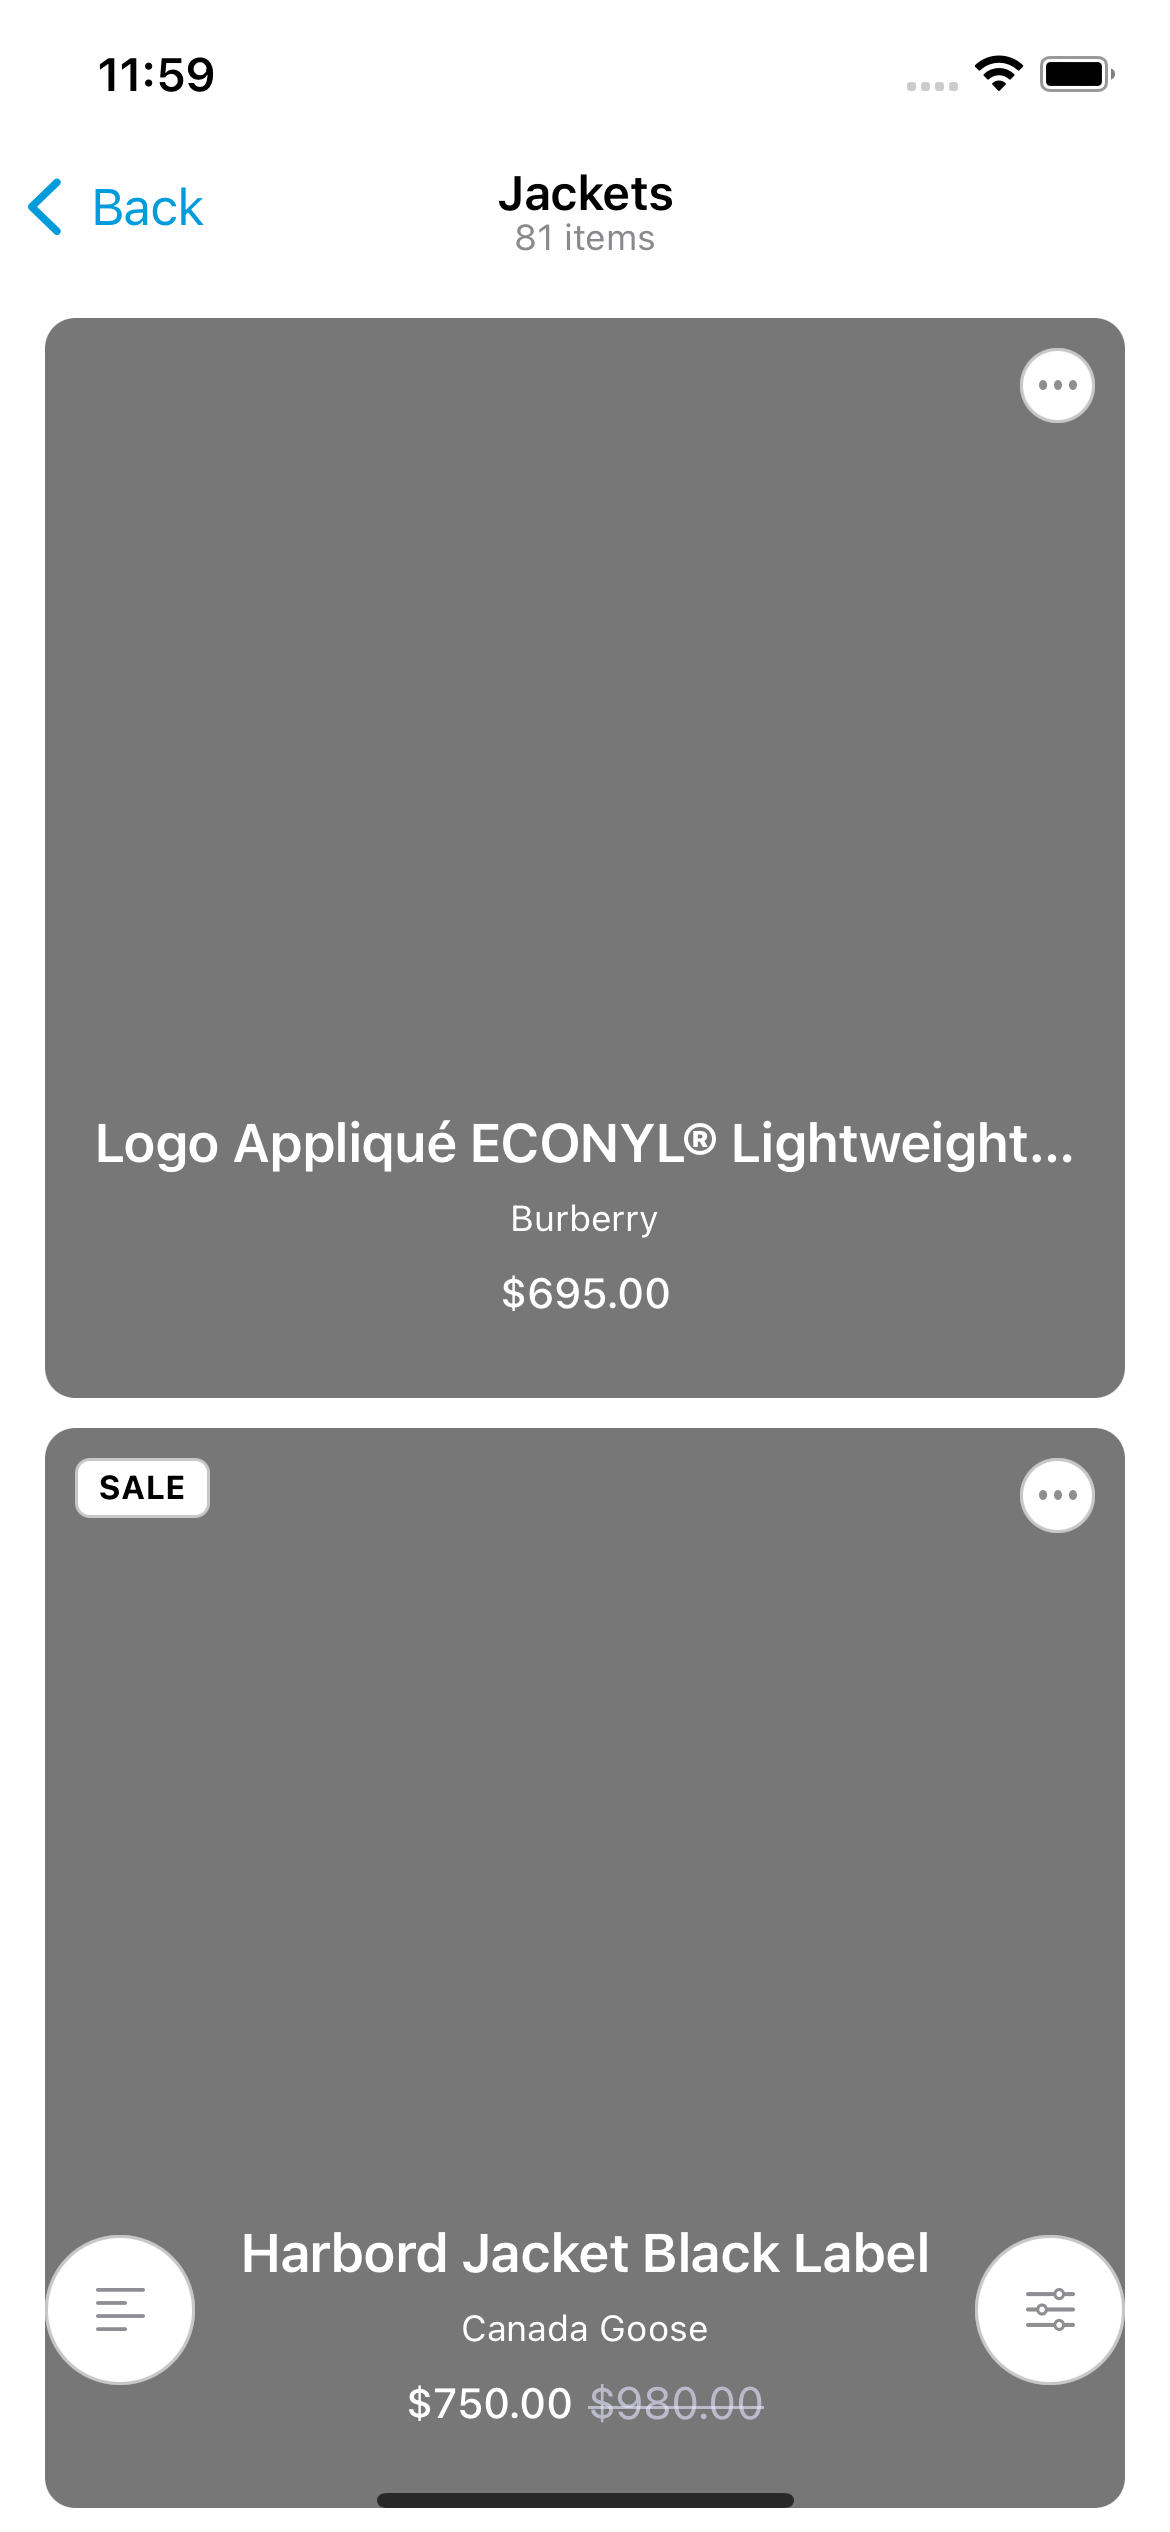 11:59
Back
Jackets
81 items
Logo Appliqué ECONYL® Lightweight...
Burberry
$695.00
SALE
Harbord Jacket Black Label
Canada Goose
$750.00 $980.00